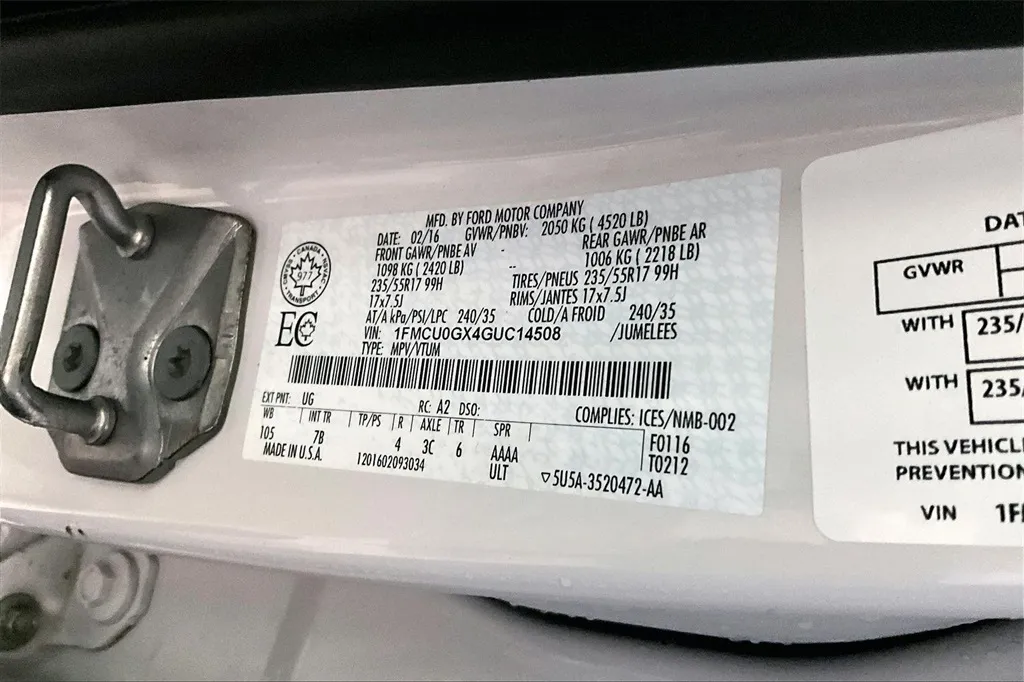 MFD. BY FORD MOTOR COMPANY
DATE: 02/16 GVWR/PNBV: 2050 KG ( 4520 LB)
FRONT GAWR/PNBE AV REAR GAWR/PNBE AR
1098 KG ( 2420 LB) 1006 KG ( 2218 LB)
235/55R17 99H TIRES/PNEUS 235/55R17 99H
17x7.5J RIMS/JANTES 17x7.5J
AT/A kPa/PSI/LPC 240/35 COLD/A FROID 240/35
VIN: 1FMCU0GX4GUC14508 /JUMELEES
TYPE: MPV/VTUM
CANADA
977
TRANSPORT
EC
EXT PNT: UG RC: A2 DSO: COMPLIES: ICES/NMB-002
WB INT TR TP/PS R AXLE TR SPR
105 7B 4 3C 6 AAAA F0116
MADE IN U.S.A. 1201602093034 ULT T0212
5U5A-3520472-AA
DAT
GVWR
WITH 235/
WITH 235/
THIS VEHICLE
PREVENTION
VIN 1F